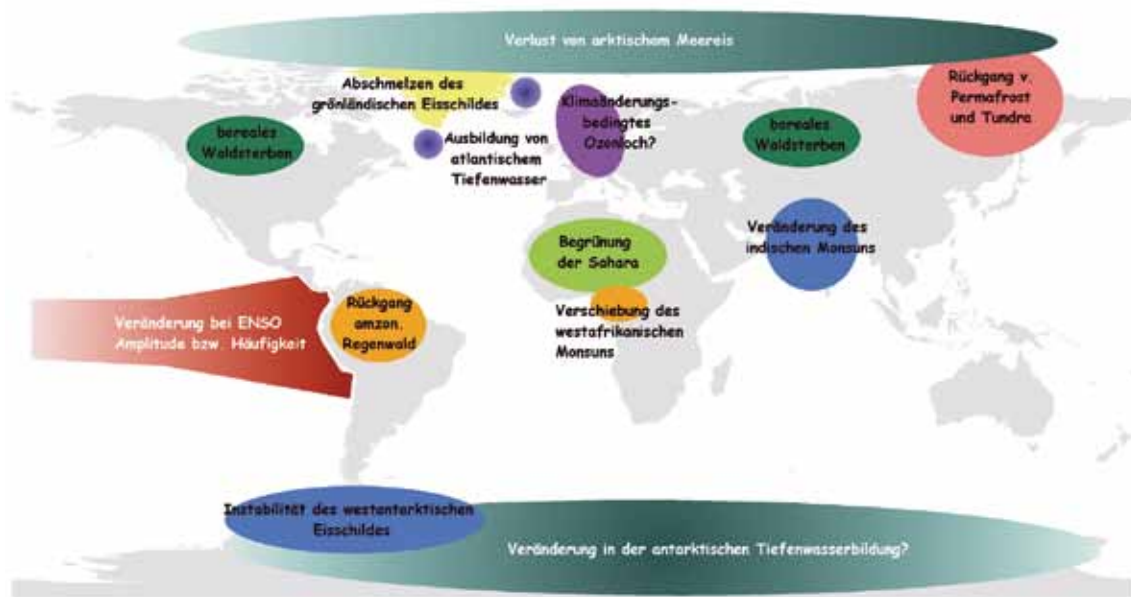 Verlust von arktischem Meereis
Abschmelzen des
grönländischen Eisschildes
Klimaänderungs-
bedingtes
Ozonloch?
Rückgang v.
Permafrost
und Tundra
boreales
Waldsterben
Ausbildung von
atlantischem
Tiefenwasser
boreales
Waldsterben
Begrünung
der Sahara
Veränderung des
indischen Monsuns
Veränderung bei ENSO
Amplitude bzw. Häufigkeit
Rückgang
amzon.
Regenwald
Verschiebung des
westafrikanischen
Monsuns
Instabilität des westantarktischen
Eisschildes
Veränderung in der antarktischen Tiefenwasserbildung?